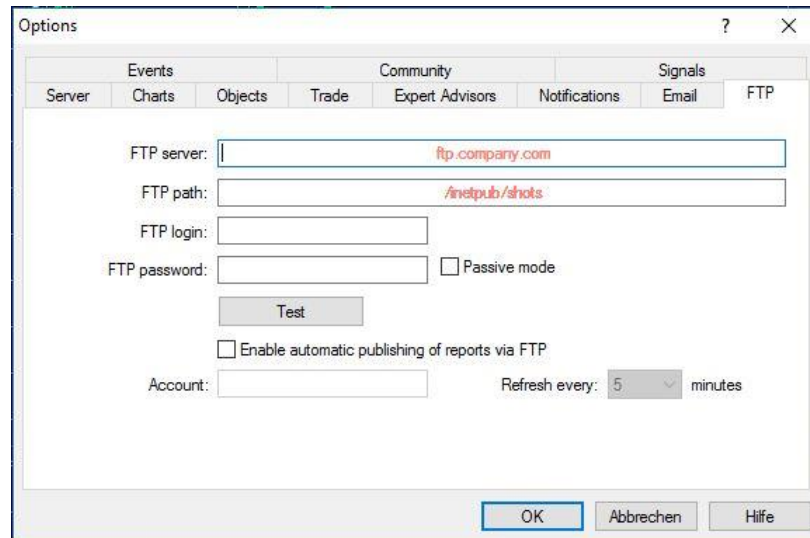 Options ?
Events Community Signals
Server Charts Objects Trade Expert Advisors Notifications Email FTP
FTP server: ftp.company.com
FTP path: /inetpub/shots
FTP login:
FTP password: Passive mode
Test
Enable automatic publishing of reports via FTP
Account: Refresh every: 5 minutes
OK Abbrechen Hilfe